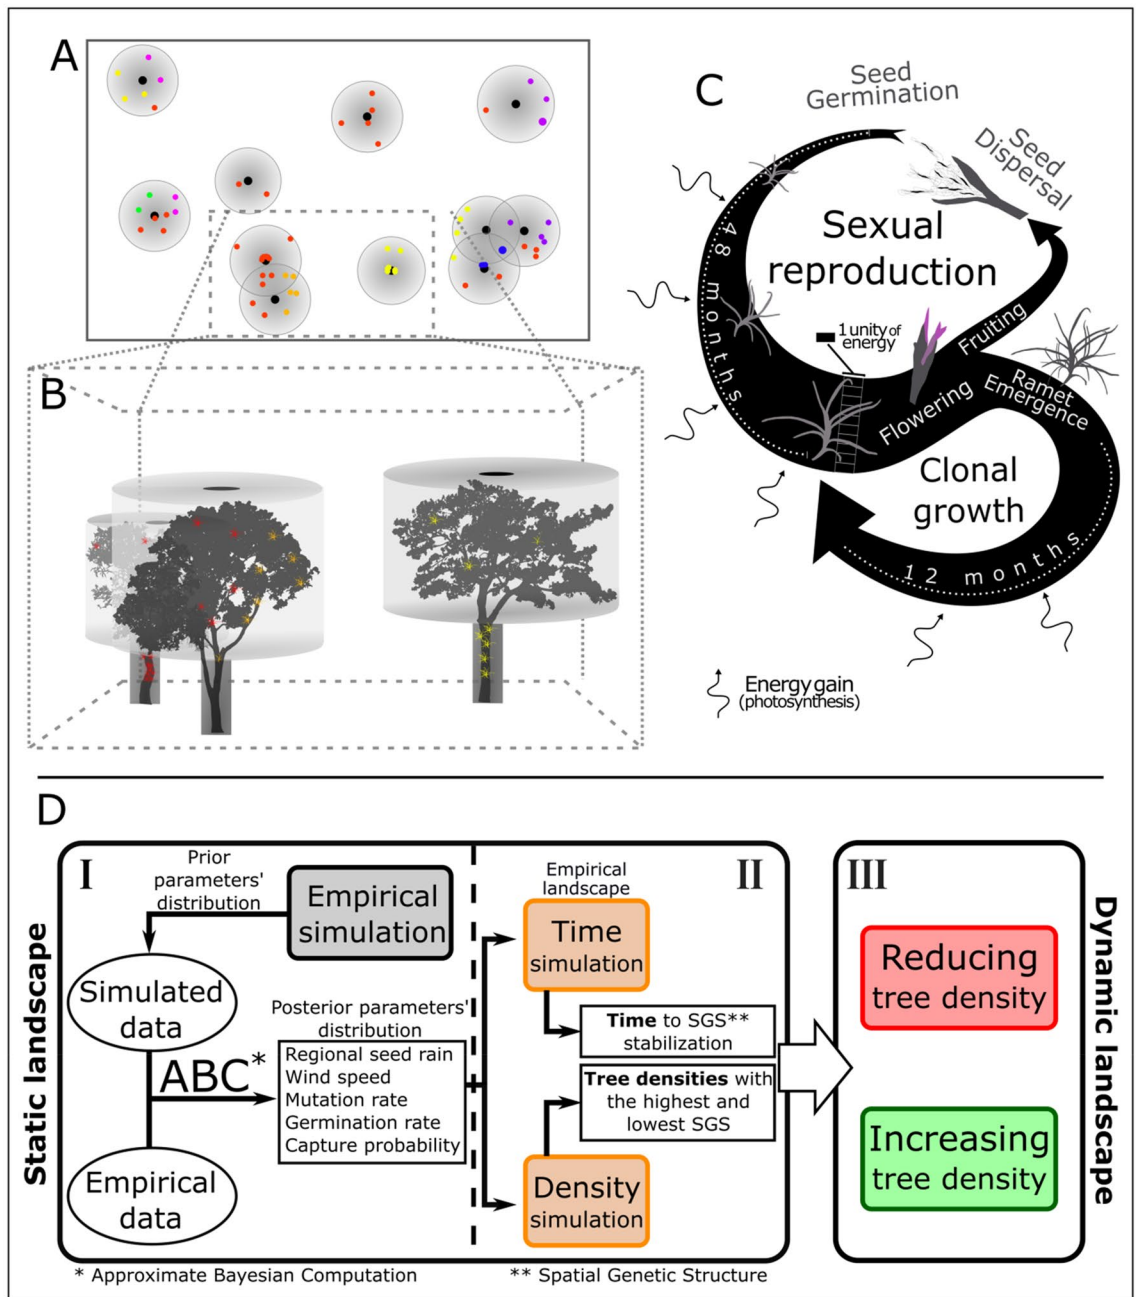 A
B
C
Seed
Germination
Seed
Dispersal
Sexual
reproduction
48 months
1 unity of
energy
Fruiting
Flowering
Ramet
Emergence
Clonal
growth
12 months
Energy gain
(photosynthesis)
D
Static landscape
I
Prior
parameters'
distribution
Empirical
simulation
Simulated
data
ABC*
Empirical
data
Posterior parameters'
distribution
Regional seed rain
Wind speed
Mutation rate
Germination rate
Capture probability
II
Empirical
landscape
Time
simulation
Time to SGS**
stabilization
Tree densities with
the highest and
lowest SGS
Density
simulation
III
Reducing
tree density
Increasing
tree density
Dynamic landscape
* Approximate Bayesian Computation
** Spatial Genetic Structure